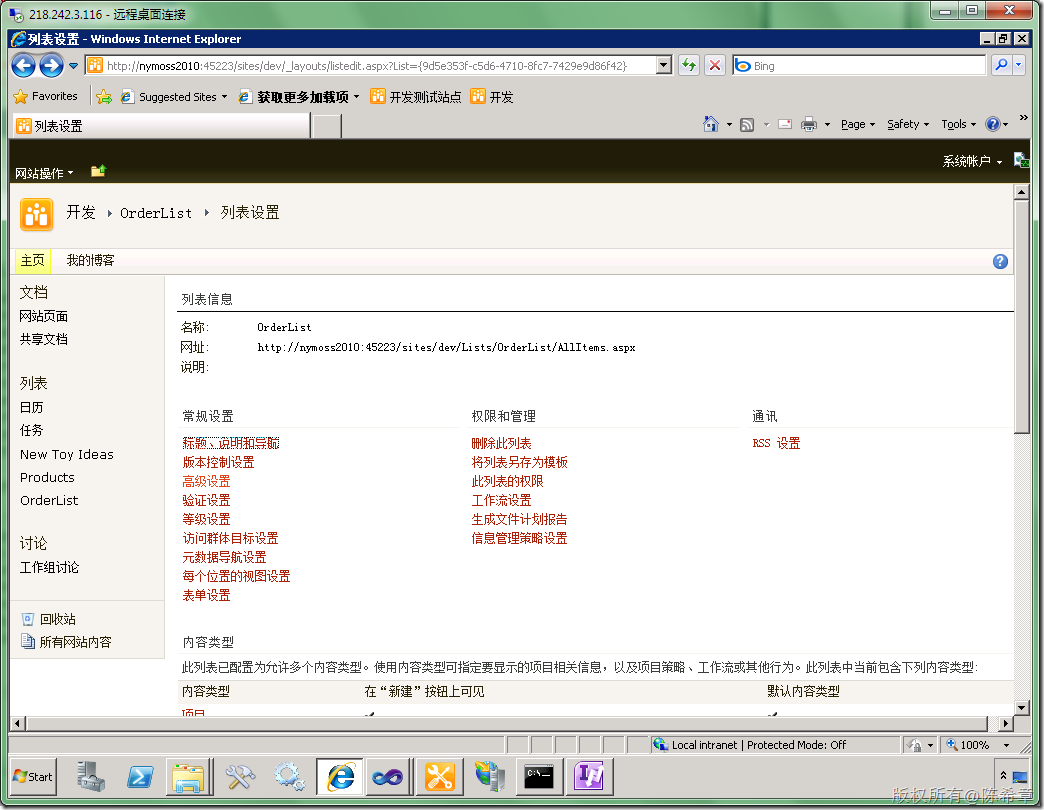 218.242.3.116 - 远程桌面连接
列表设置 - Windows Internet Explorer
http://nymoss2010:45223/sites/dev/_layouts/listedit.aspx?List={9d5e353f-c5d6-4710-8fc7-7429e9d86f42}
Bing
Favorites
Suggested Sites
获取更多加载项
开发测试站点
开发
列表设置
Page
Safety
Tools
系统帐户
网站操作
开发
OrderList
列表设置
主页
我的博客
文档
网站页面
共享文档
列表
日历
任务
New Toy Ideas
Products
OrderList
讨论
工作组讨论
回收站
所有网站内容
列表信息
名称: OrderList
网址: http://nymoss2010:45223/sites/dev/Lists/OrderList/AllItems.aspx
说明:
常规设置
标题、说明和导航
版本控制设置
高级设置
验证设置
等级设置
访问群体目标设置
元数据导航设置
每个位置的视图设置
表单设置
权限和管理
删除此列表
将列表另存为模板
此列表的权限
工作流设置
生成文件计划报告
信息管理策略设置
通讯
RSS 设置
内容类型
此列表已配置为允许多个内容类型。使用内容类型可指定要显示的项目相关信息，以及项目策略、工作流或其他行为。此列表中当前包含下列内容类型:
内容类型 在“新建”按钮上可见 默认内容类型
项目
Local intranet | Protected Mode: Off
100%
Start
C:\
版权所有@陈希章